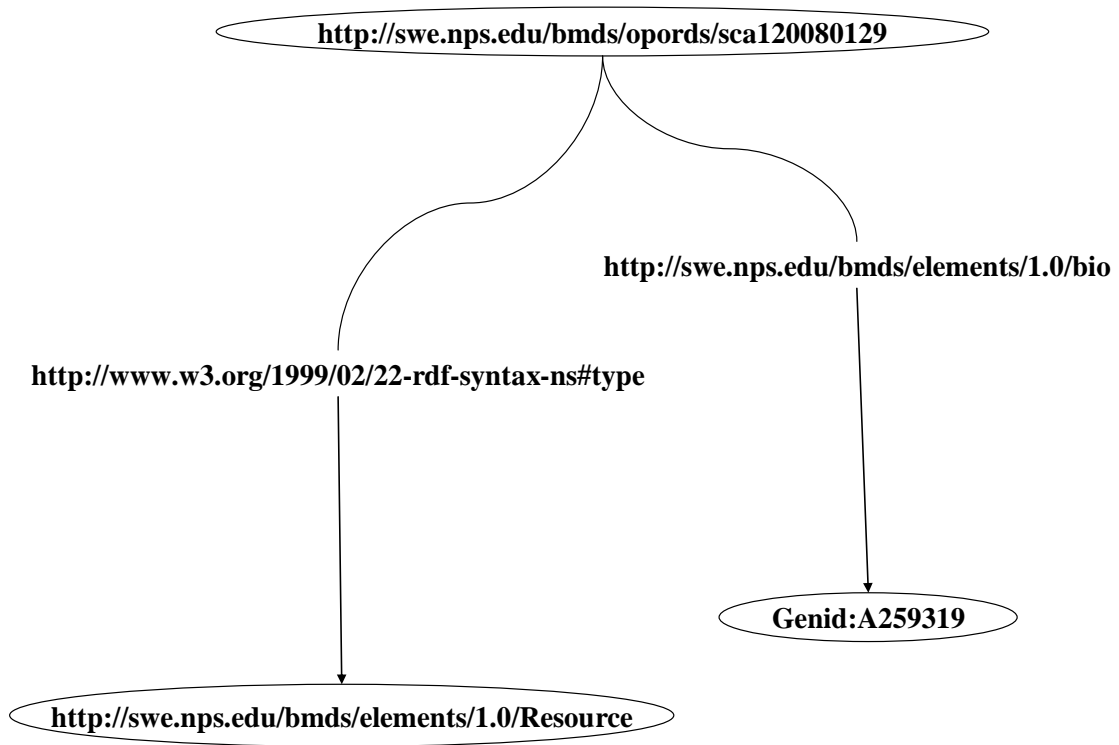 http://swe.nps.edu/bmds/opords/sca120080129
http://swe.nps.edu/bmds/elements/1.0/bio
http://www.w3.org/1999/02/22-rdf-syntax-ns#type
Genid:A259319
http://swe.nps.edu/bmds/elements/1.0/Resource